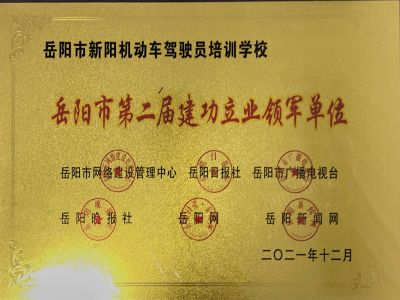 岳阳市新阳机动车驾驶员培训学校
岳阳市第二届建功立业领军单位
岳阳市网络建设管理中心 岳阳日报社 岳阳市广播电视台
岳阳晚报社 岳阳网 岳阳新闻网
二〇二一年十二月